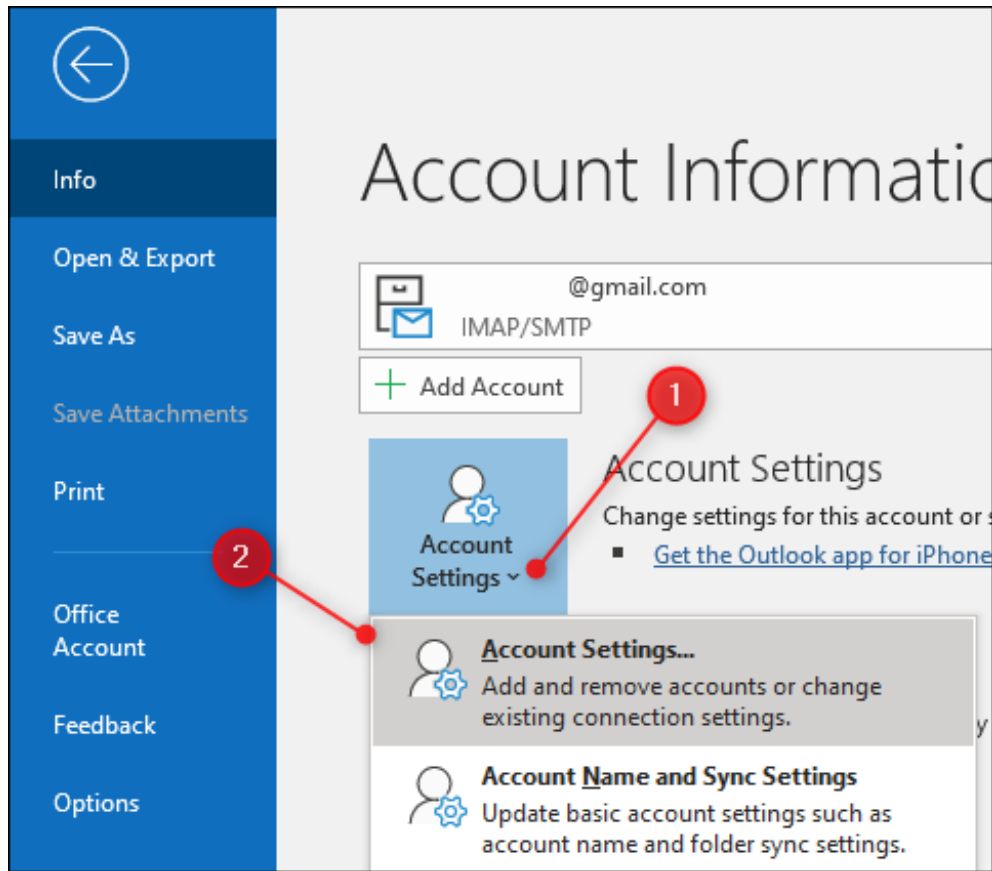 Info
Open & Export
Save As
Save Attachments
Print
Office
Account
Feedback
Options
Account
@gmail.com
IMAP/SMTP
Add Account
1
Account
Settings
Account Settings
Change settings for this account or
Get the Outlook app for iPhone
2
Account Settings...
Add and remove accounts or change
existing connection settings.
Account Name and Sync Settings
Update basic account settings such as
account name and folder sync settings.